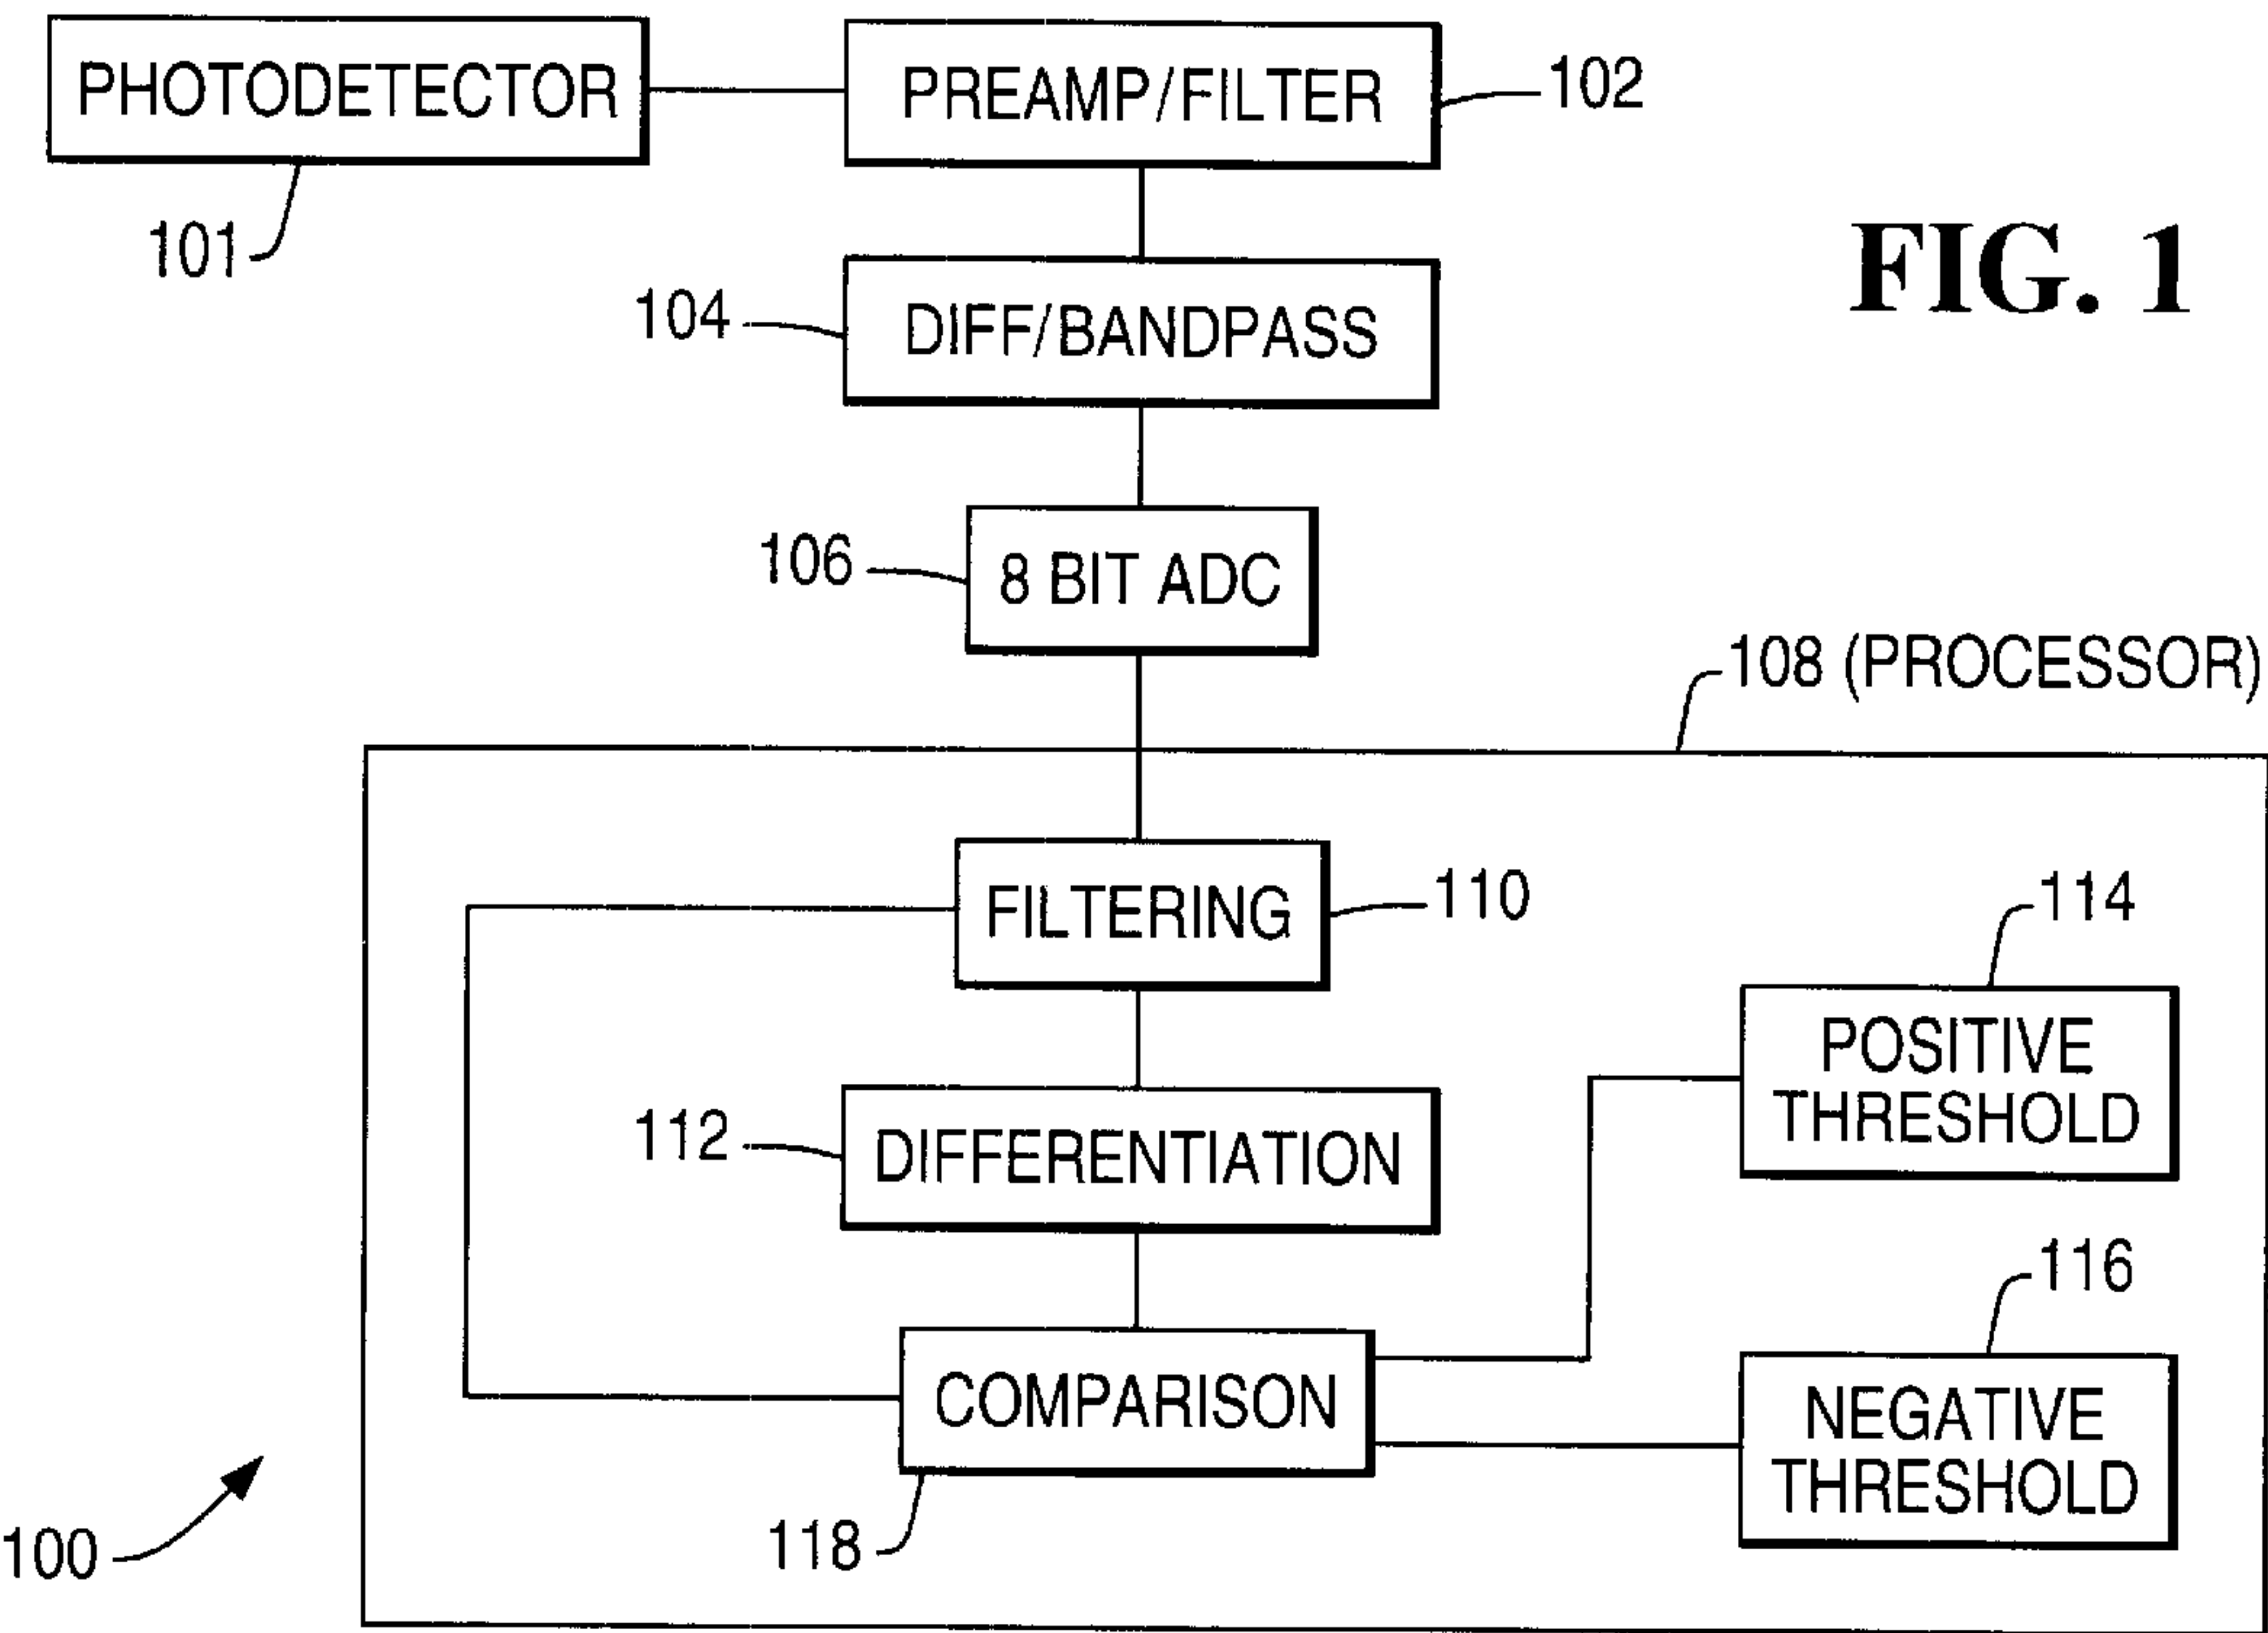 PHOTODETECTOR
PREAMP/FILTER
102
101
FIG. 1
104
DIFF/BANDPASS
106
8 BIT ADC
108 (PROCESSOR)
FILTERING
110
114
POSITIVE
THRESHOLD
112
DIFFERENTIATION
116
COMPARISON
NEGATIVE
THRESHOLD
118
100